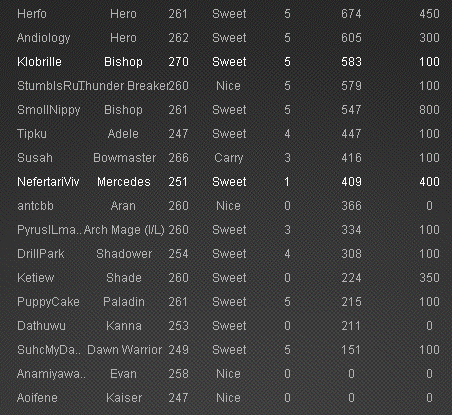 Herfo Hero 261 Sweet 5 674 450
Andiology Hero 262 Sweet 5 605 300
Klobrille Bishop 270 Sweet 5 583 100
StumblsRu Thunder Breaker 260 Nice 5 579 100
SmollNippy Bishop 261 Sweet 5 547 800
Tipku Adele 247 Sweet 4 447 100
Susah Bowmaster 266 Carry 3 416 100
NefertariViv Mercedes 251 Sweet 1 409 400
antcbb Aran 260 Nice 0 366 0
PyrusILma.. Arch Mage (I/L) 260 Sweet 3 334 100
DrillPark Shadower 254 Sweet 4 308 100
Ketiew Shade 260 Sweet 0 224 350
PuppyCake Paladin 261 Sweet 5 215 100
Dathuwu Kanna 253 Sweet 0 211 0
SuhcMyDa.. Dawn Warrior 249 Sweet 5 151 100
Anamiyawa.. Evan 258 Nice 0 0 0
Aoifene Kaiser 247 Nice 0 0 0